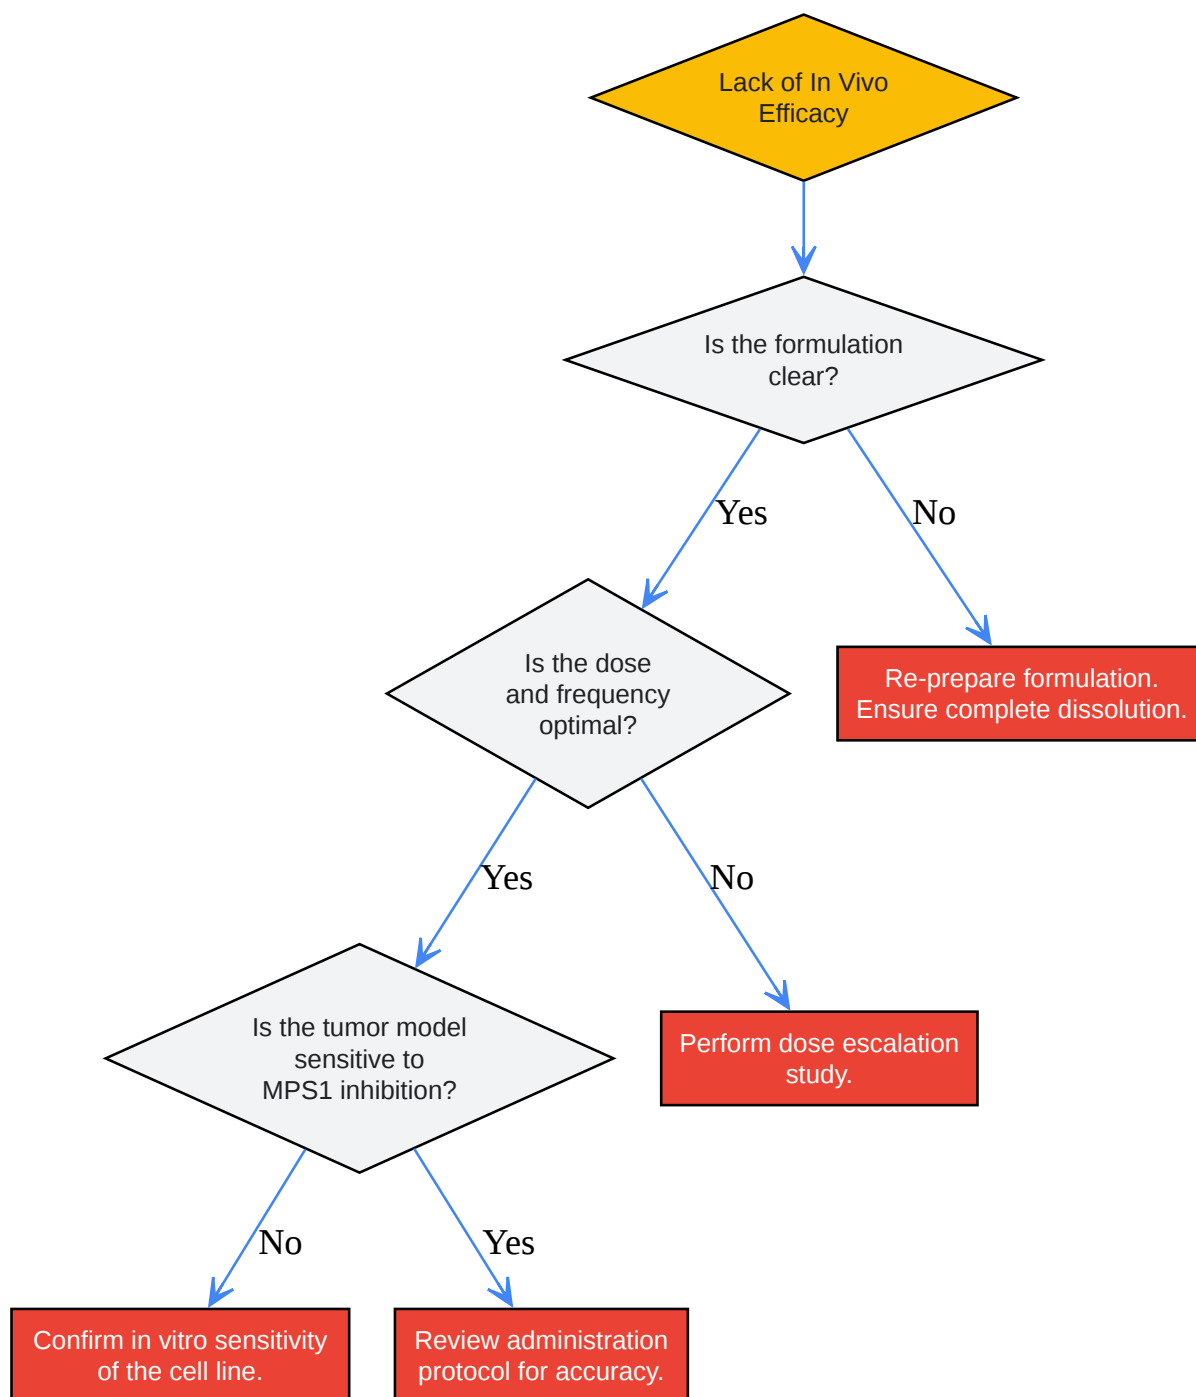 Lack of In Vivo
Efficacy
Is the formulation
clear?
Yes
No
Is the dose
and frequency
optimal?
Re-prepare formulation.
Ensure complete dissolution.
Yes
No
Is the tumor model
sensitive to
MPS1 inhibition?
Perform dose escalation
study.
No
Yes
Confirm in vitro sensitivity
of the cell line.
Review administration
protocol for accuracy.